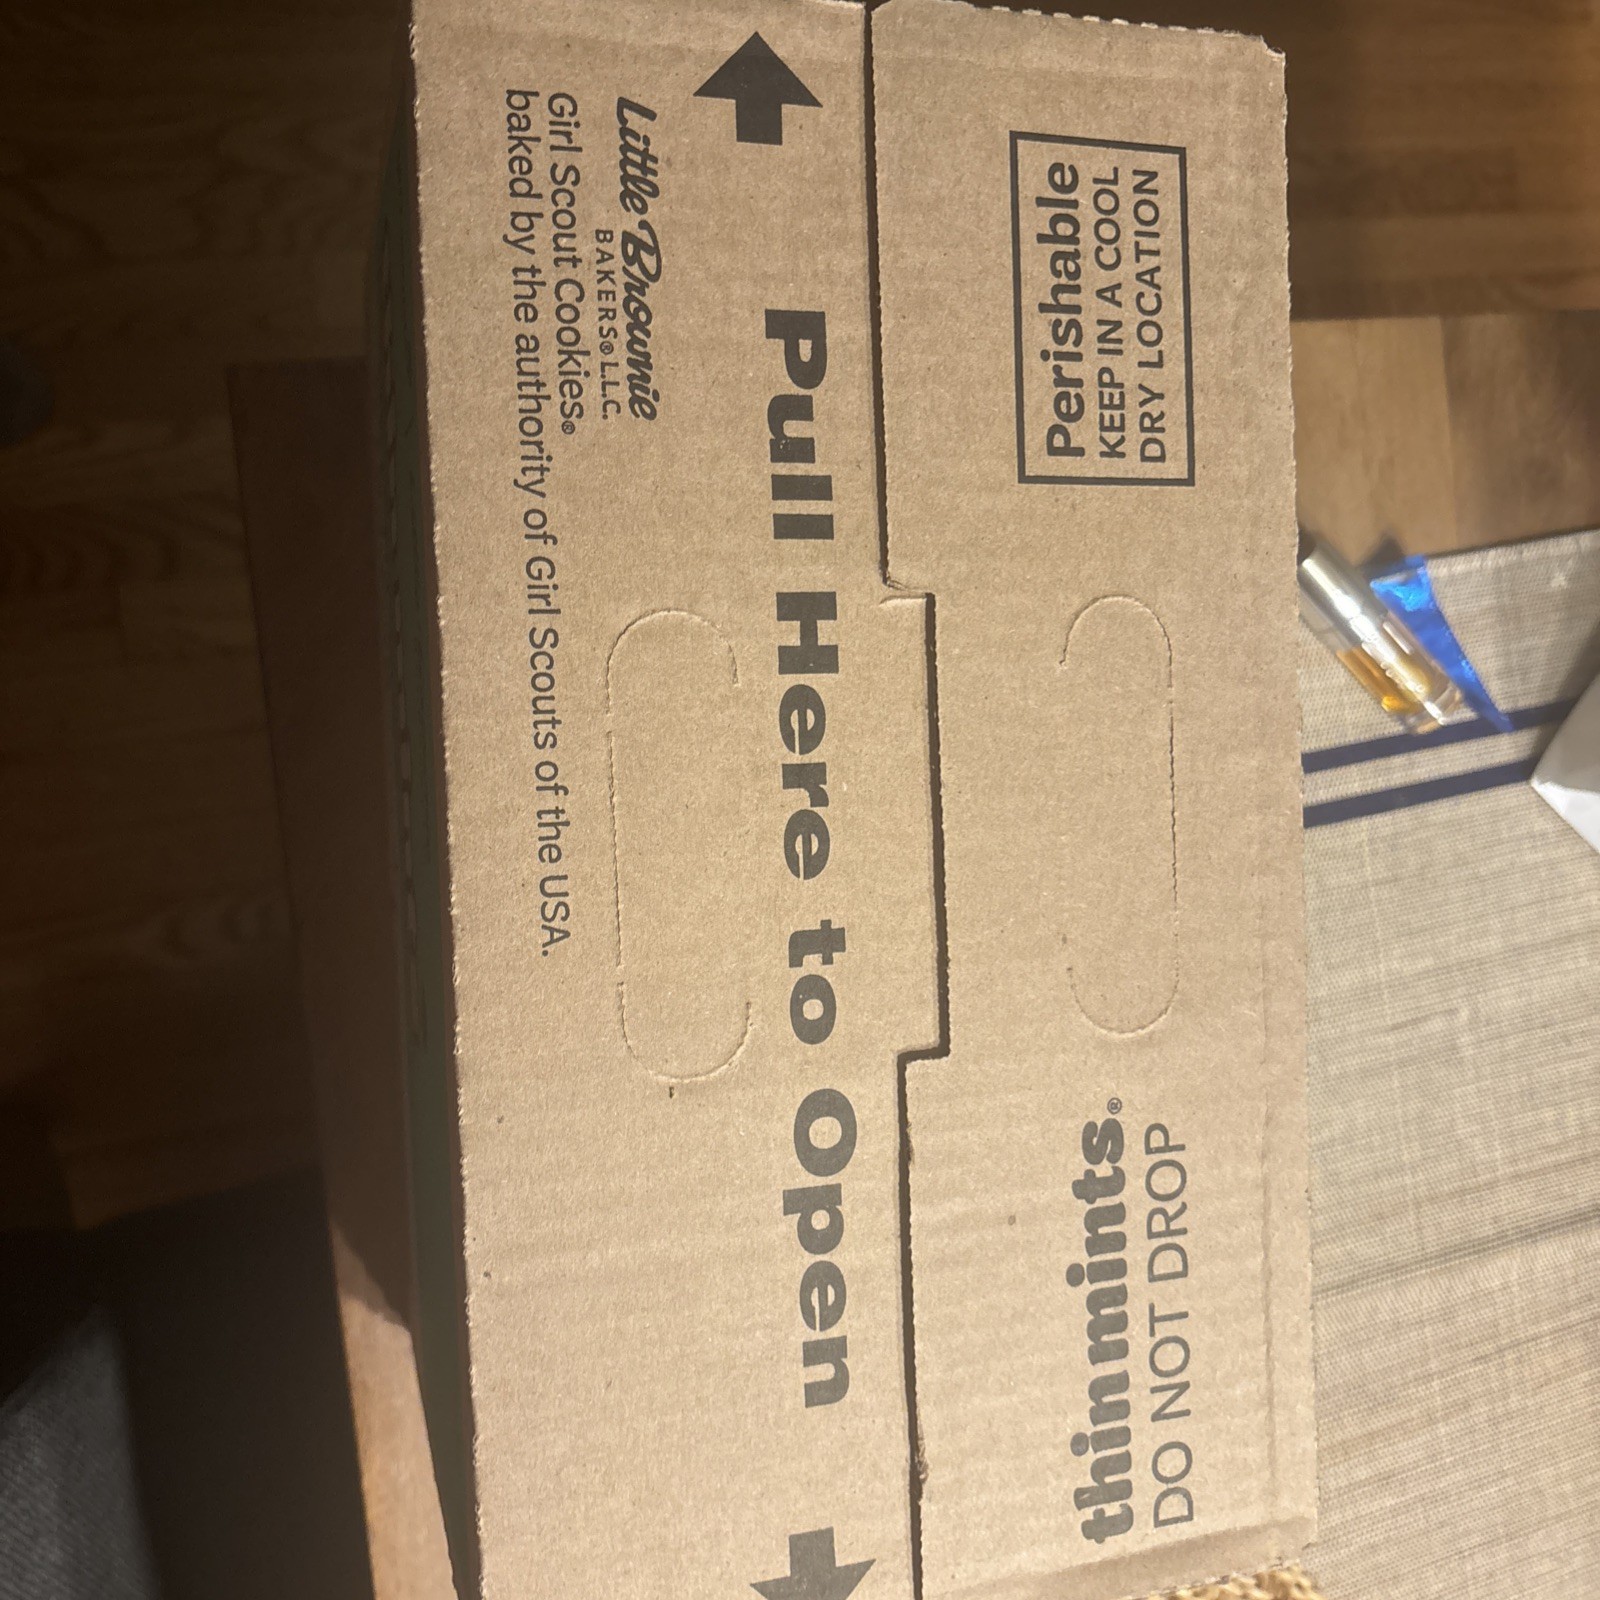 Perishable
KEEP IN A COOL
DRY LOCATION
thinmints.®
DO NOT DROP
Pull Here to Open
Little Brownie
BAKERS® L.L.C.
Girl Scout Cookies®
baked by the authority of Girl Scouts of the USA.